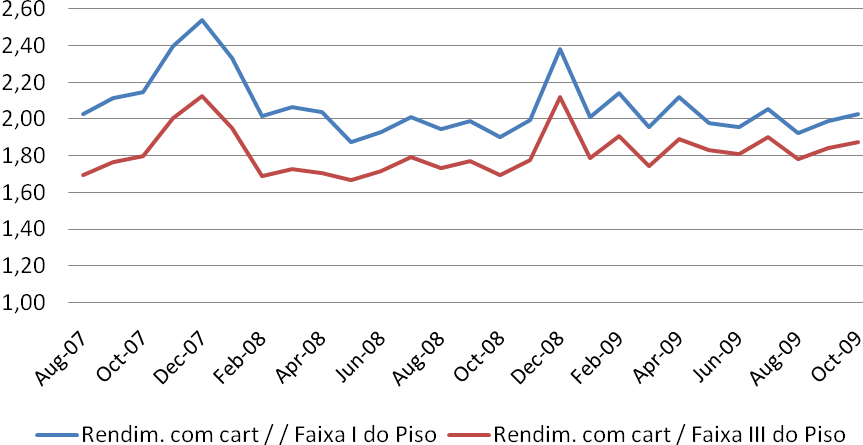 2,60
2,40
2,20
2,00
1,80
1,60
1,40
1,20
1,00
Aug-07
Oct-07
Dec-07
Feb-08
Apr-08
Jun-08
Aug-08
Oct-08
Dec-08
Feb-09
Apr-09
Jun-09
Aug-09
Oct-09
Rendim. com cart / / Faixa I do Piso
Rendim. com cart / Faixa III do Piso